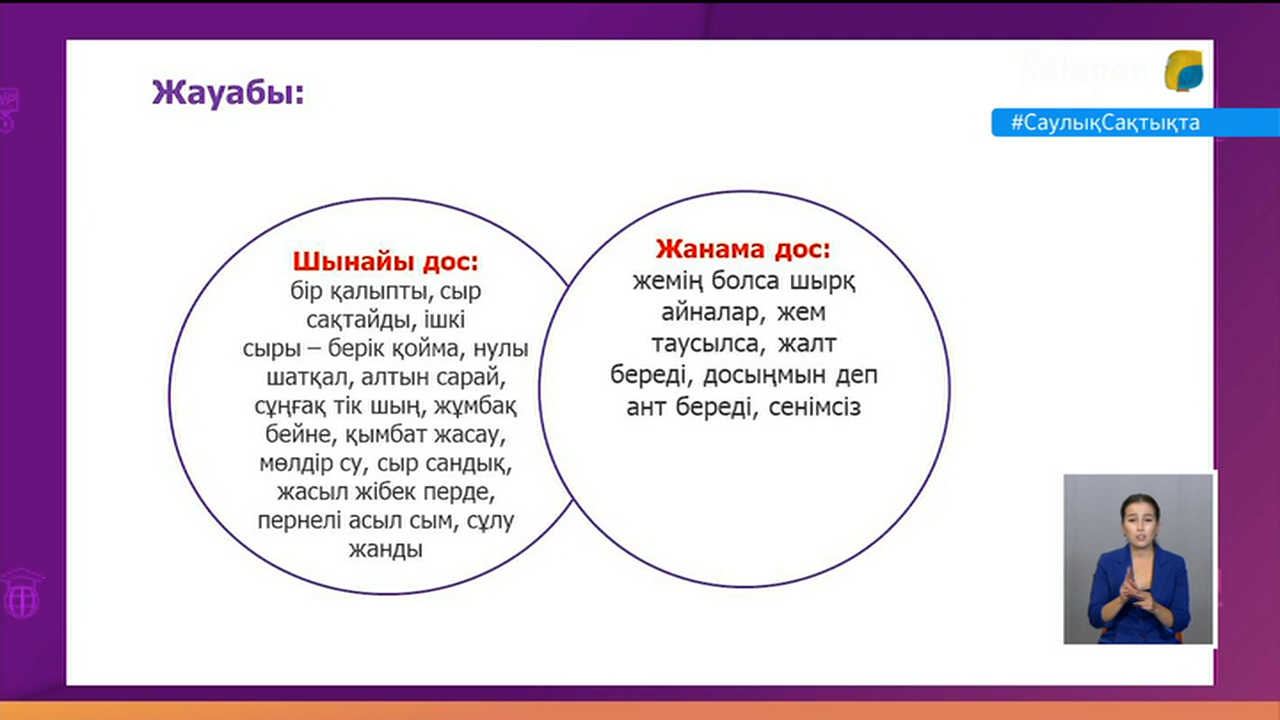 Жауабы:
Balapan
#СаулықСақтықта
Шынайы дос:
бір қалыпты, сыр
сақтайды, ішкі
сыры – берік қойма, нулы
шатқал, алтын сарай,
сұңғақ тік шың, жұмбақ
бейне, қымбат жасау,
мөлдір су, сыр сандық,
жасыл жібек перде,
пернелі асыл сым, сұлу
жанды
Жанама дос:
жемің болса шырқ
айналар, жем
таусылса, жалт
береді, досыңмын деп
ант береді, сенімсіз